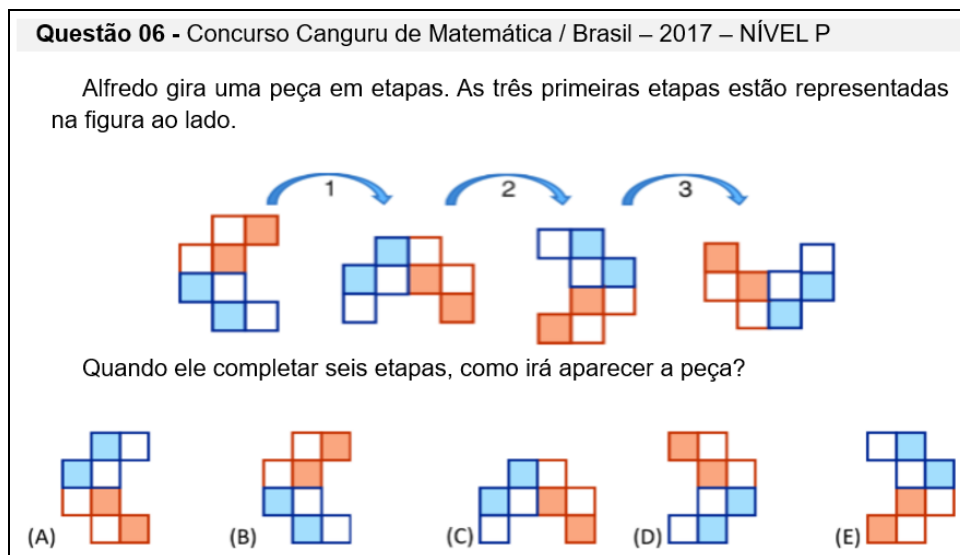 Questão 06 - Concurso Canguru de Matemática / Brasil – 2017 – NÍVEL P
Alfredo gira uma peça em etapas. As três primeiras etapas estão representadas
na figura ao lado.
1 2 3
Quando ele completar seis etapas, como irá aparecer a peça?
(A) (B) (C) (D) (E)